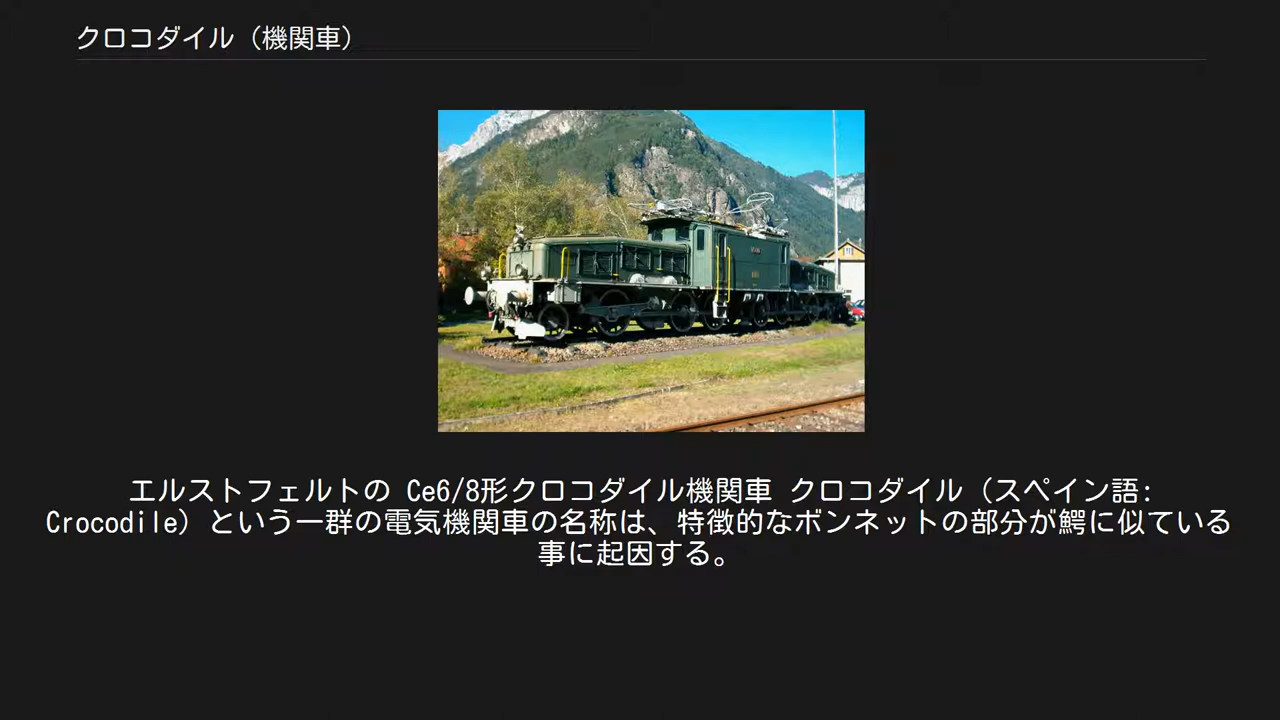 クロコダイル（機関車）
エルストフェルトの Ce6/8形クロコダイル機関車 クロコダイル（スペイン語:
Crocodile）という一群の電気機関車の名称は、特徴的なボンネットの部分が鰐に似ている
事に起因する。